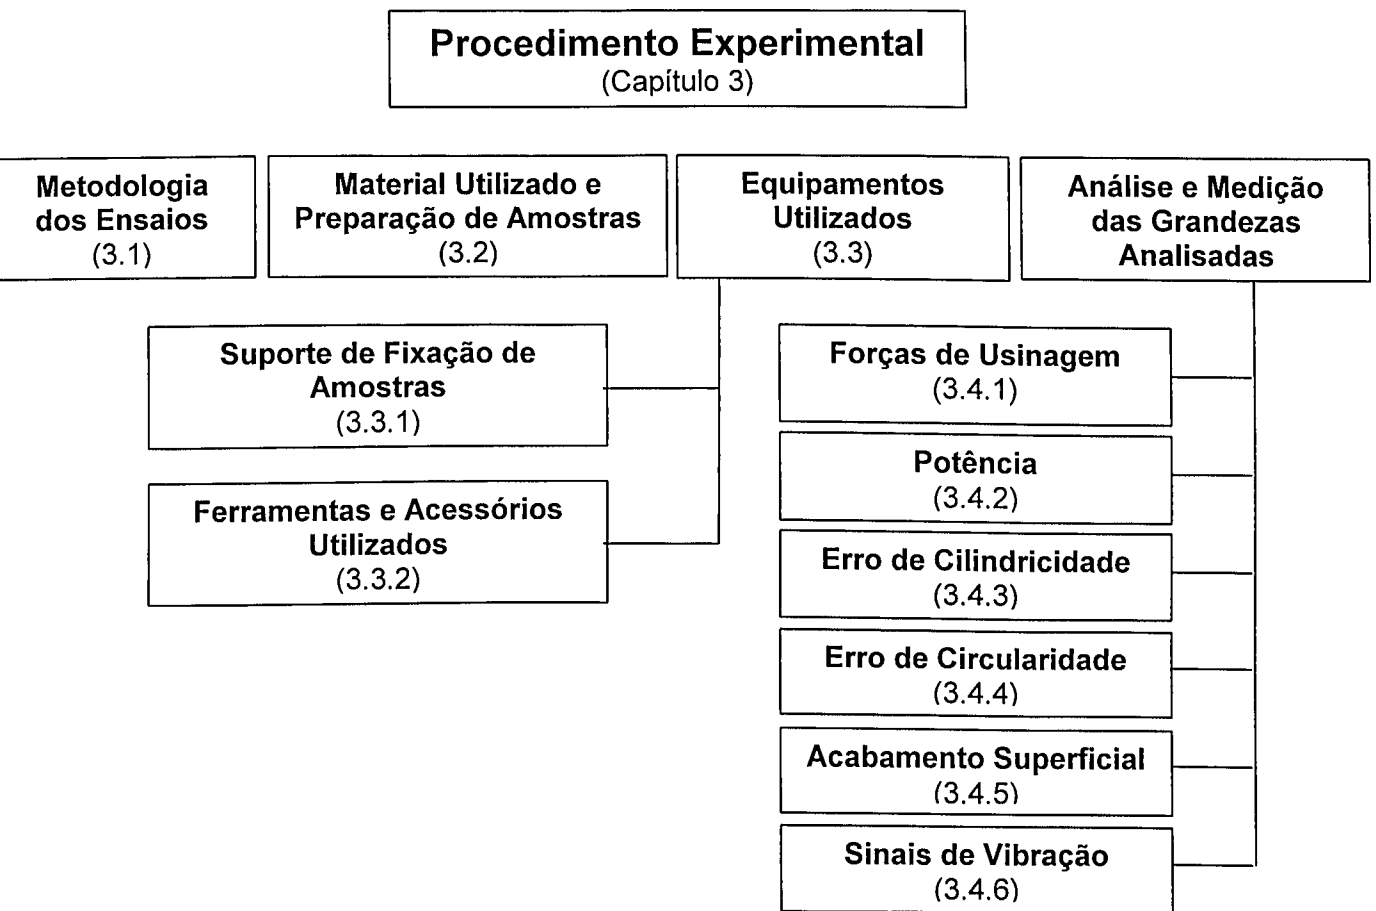 Procedimento Experimental
(Capítulo 3)
Metodologia
dos Ensaios
(3.1)
Material Utilizado e
Preparação de Amostras
(3.2)
Equipamentos
Utilizados
(3.3)
Análise e Medição
das Grandezas
Analisadas
Suporte de Fixação de
Amostras
(3.3.1)
Ferramentas e Acessórios
Utilizados
(3.3.2)
Forças de Usinagem
(3.4.1)
Potência
(3.4.2)
Erro de Cilindricidade
(3.4.3)
Erro de Circularidade
(3.4.4)
Acabamento Superficial
(3.4.5)
Sinais de Vibração
(3.4.6)